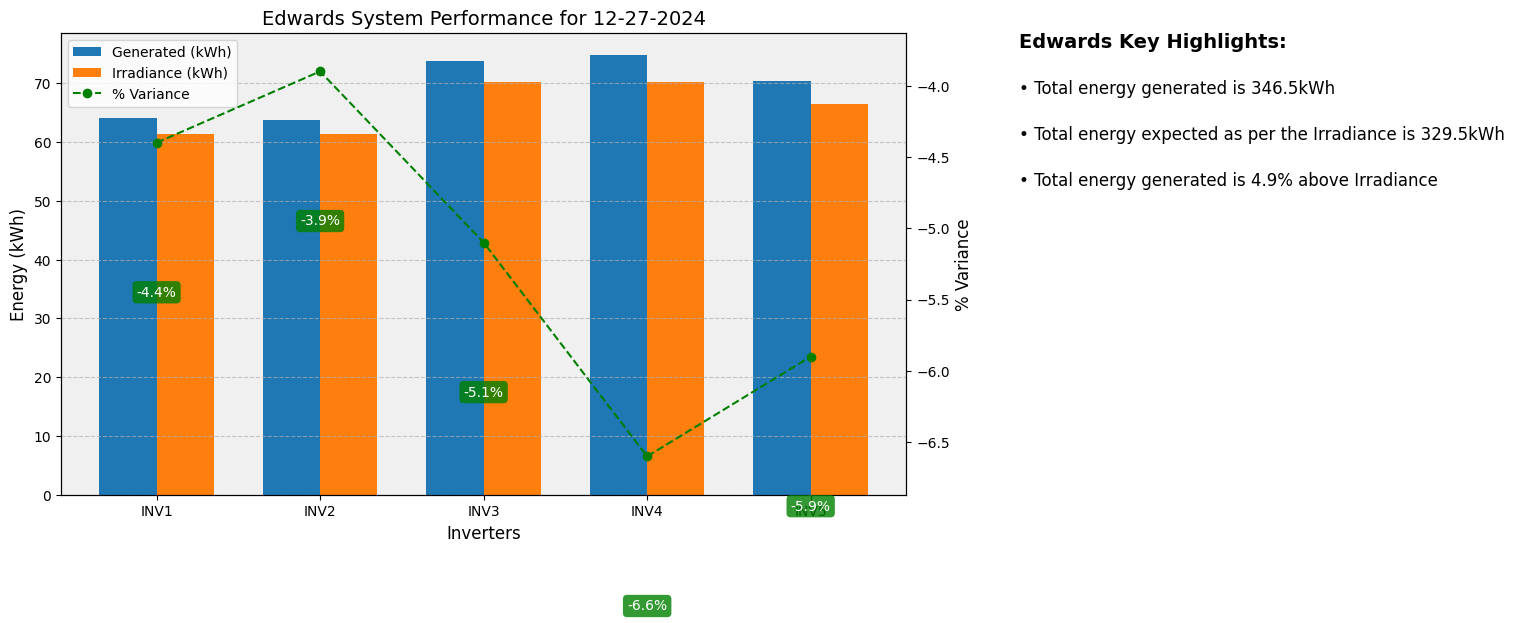 Edwards System Performance for 12-27-2024
Generated (kWh)
Irradiance (kWh)
% Variance
Energy (kWh)
70
60
50
40
30
20
10
0
-4.4%
-3.9%
-5.1%
-6.6%
-5.9%
INV1 INV2 INV3 INV4 INV5
Inverters
−4.0
−4.5
−5.0
−5.5
−6.0
−6.5
% Variance
Edwards Key Highlights:
• Total energy generated is 346.5kWh
• Total energy expected as per the Irradiance is 329.5kWh
• Total energy generated is 4.9% above Irradiance